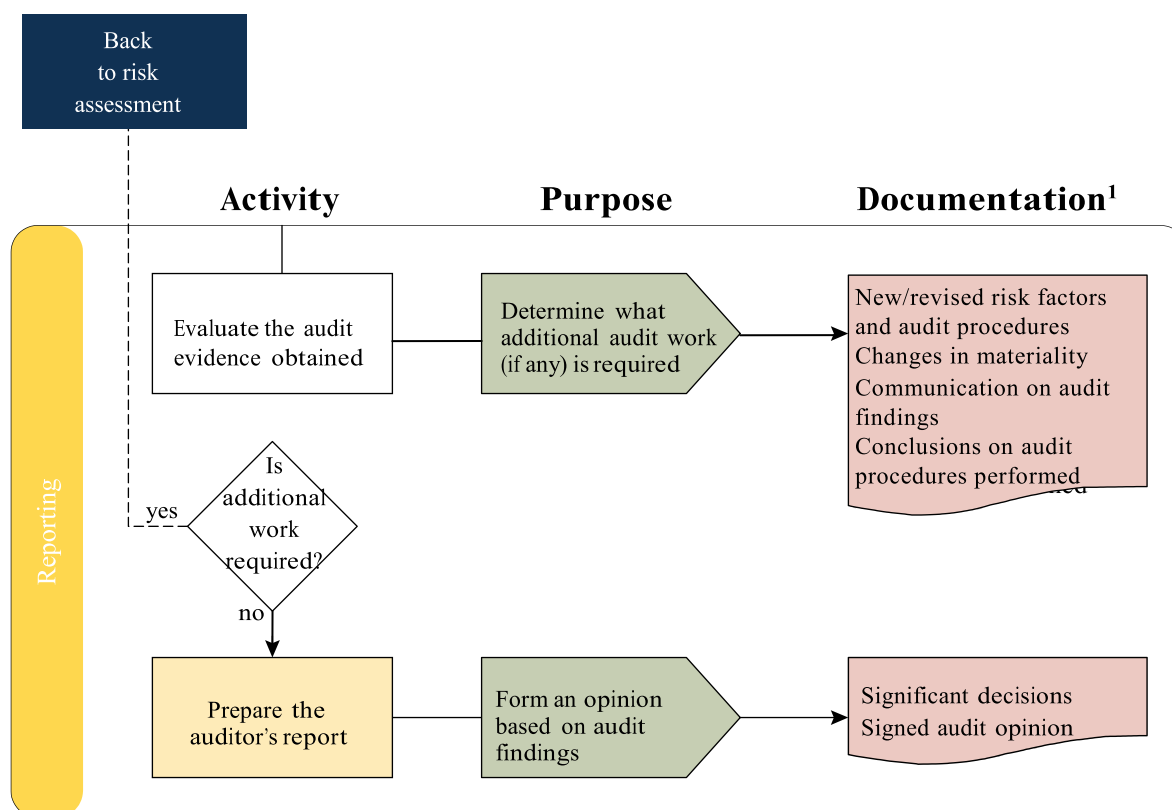 Back
to risk
assessment
Activity
Purpose
Documentation¹
Reporting
Evaluate the audit
evidence obtained
Determine what
additional audit work
(if any) is required
New/revised risk factors
and audit procedures
Changes in materiality
Communication on audit
findings
Conclusions on audit
procedures performed
Is
additional
work
required?
yes
no
Prepare the
auditor's report
Form an opinion
based on audit
findings
Significant decisions
Signed audit opinion